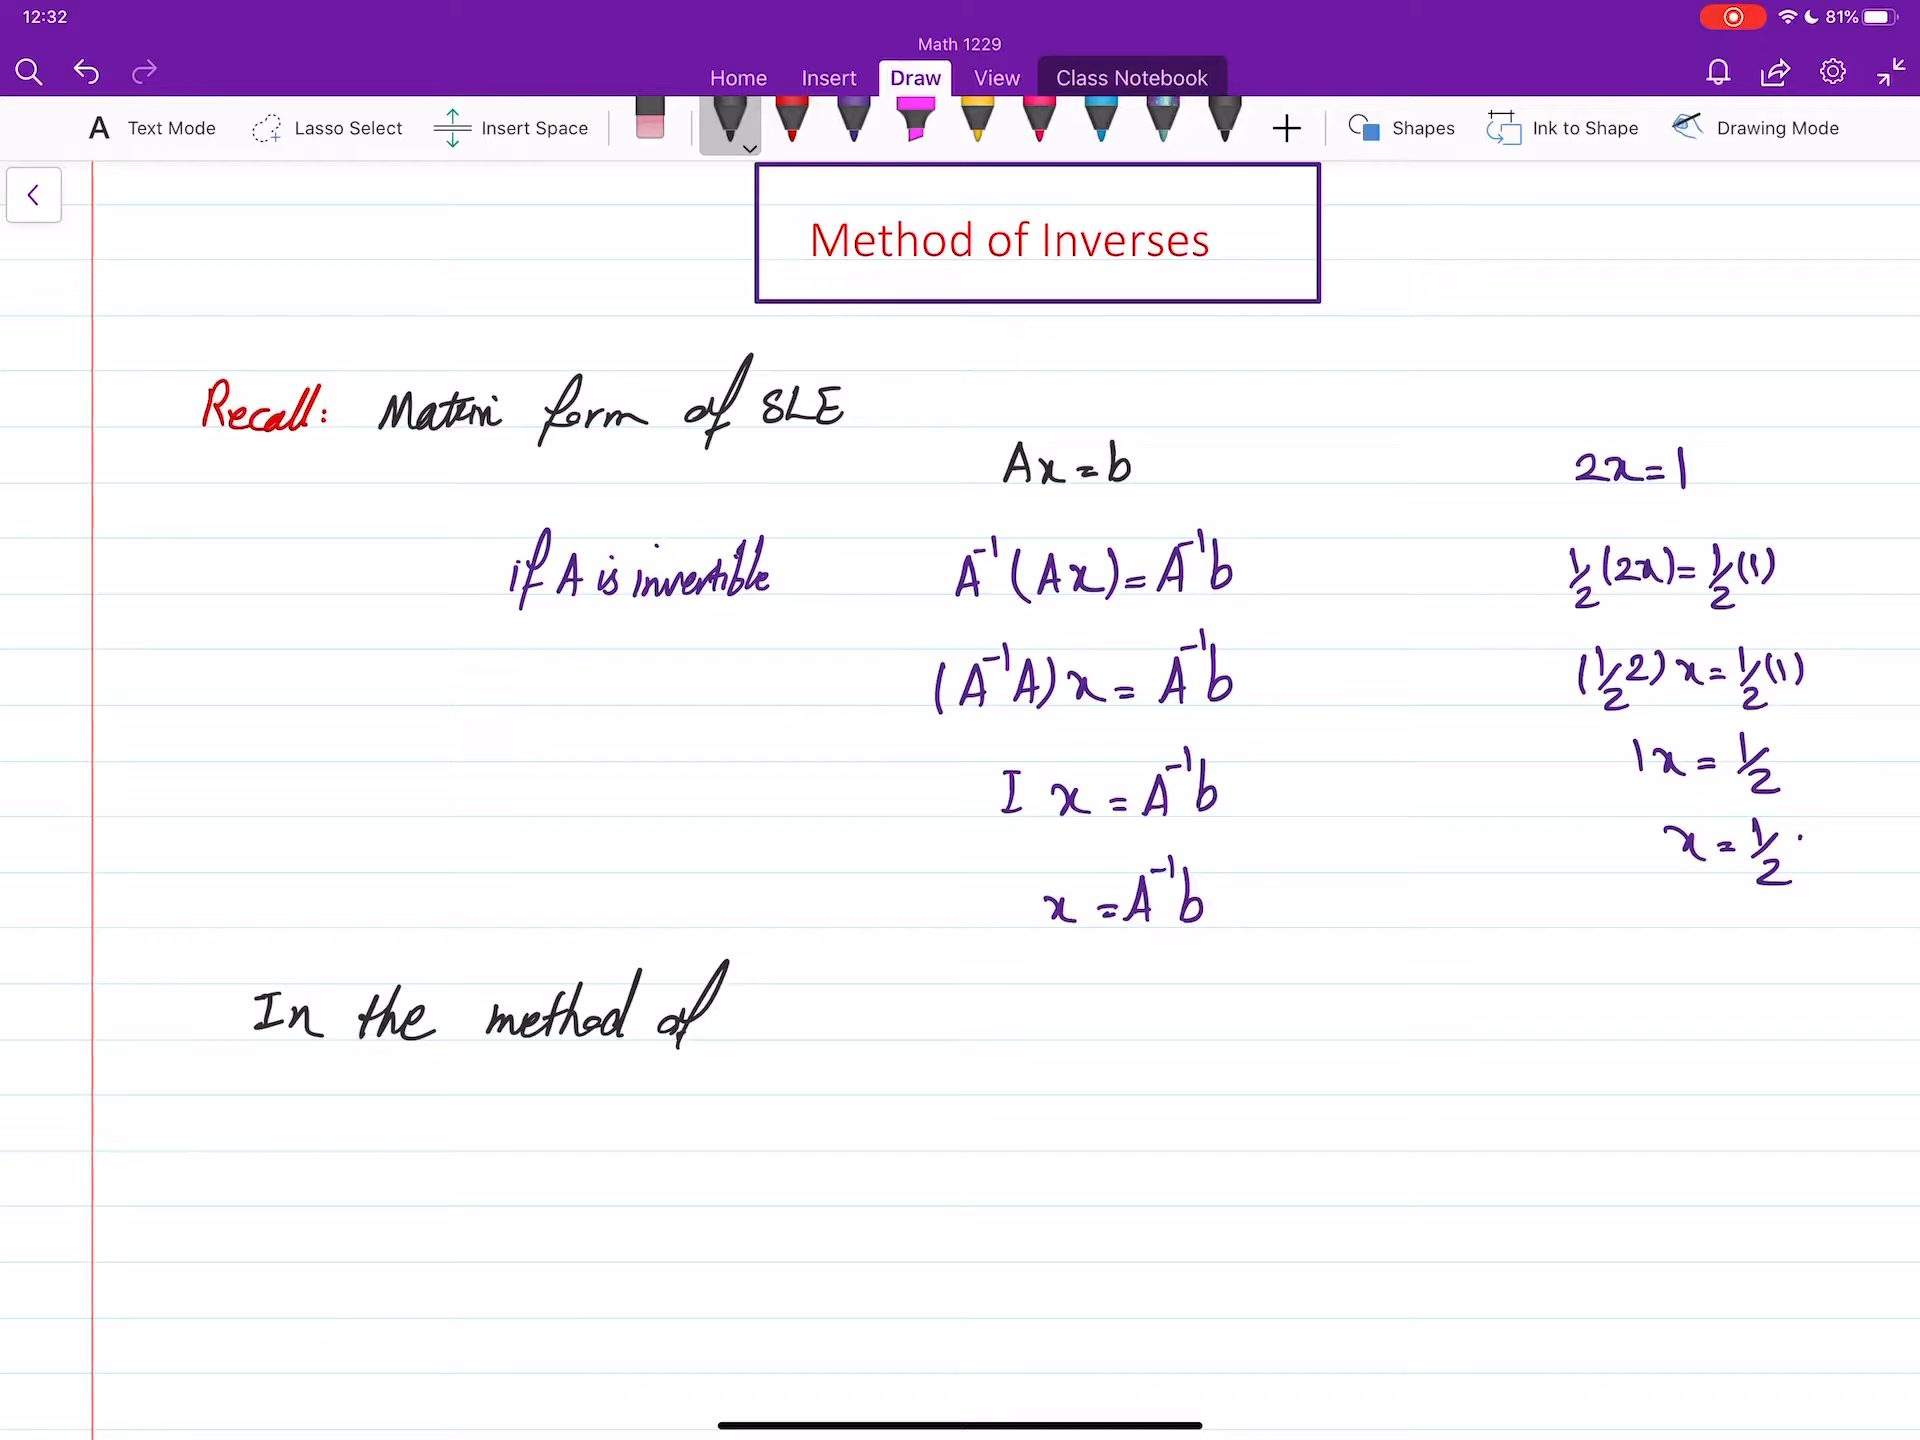 12:32
81%
Math 1229
Home Insert Draw View Class Notebook
A Text Mode Lasso Select Insert Space Shapes Ink to Shape Drawing Mode
Method of Inverses
Recall: Matrix form of SLE
Ax = b
2x = 1
if A is invertible
A⁻¹(Ax) = A⁻¹b
½(2x) = ½(1)
(A⁻¹A)x = A⁻¹b
(½2)x = ½(1)
I x = A⁻¹b
1x = ½
x = A⁻¹b
x = ½.
In the method of